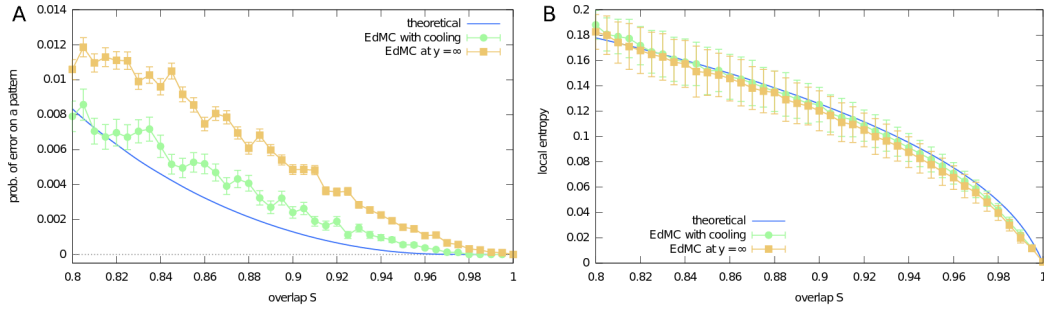 A
0.014
0.012
0.01
0.008
0.006
0.004
0.002
0
prob. of error on a pattern
theoretical
EdMC with cooling
EdMC at y = ∞
0.8 0.82 0.84 0.86 0.88 0.9 0.92 0.94 0.96 0.98 1
overlap S
B
0.2
0.18
0.16
0.14
0.12
0.1
0.08
0.06
0.04
0.02
0
local entropy
theoretical
EdMC with cooling
EdMC at y = ∞
0.8 0.82 0.84 0.86 0.88 0.9 0.92 0.94 0.96 0.98 1
overlap S